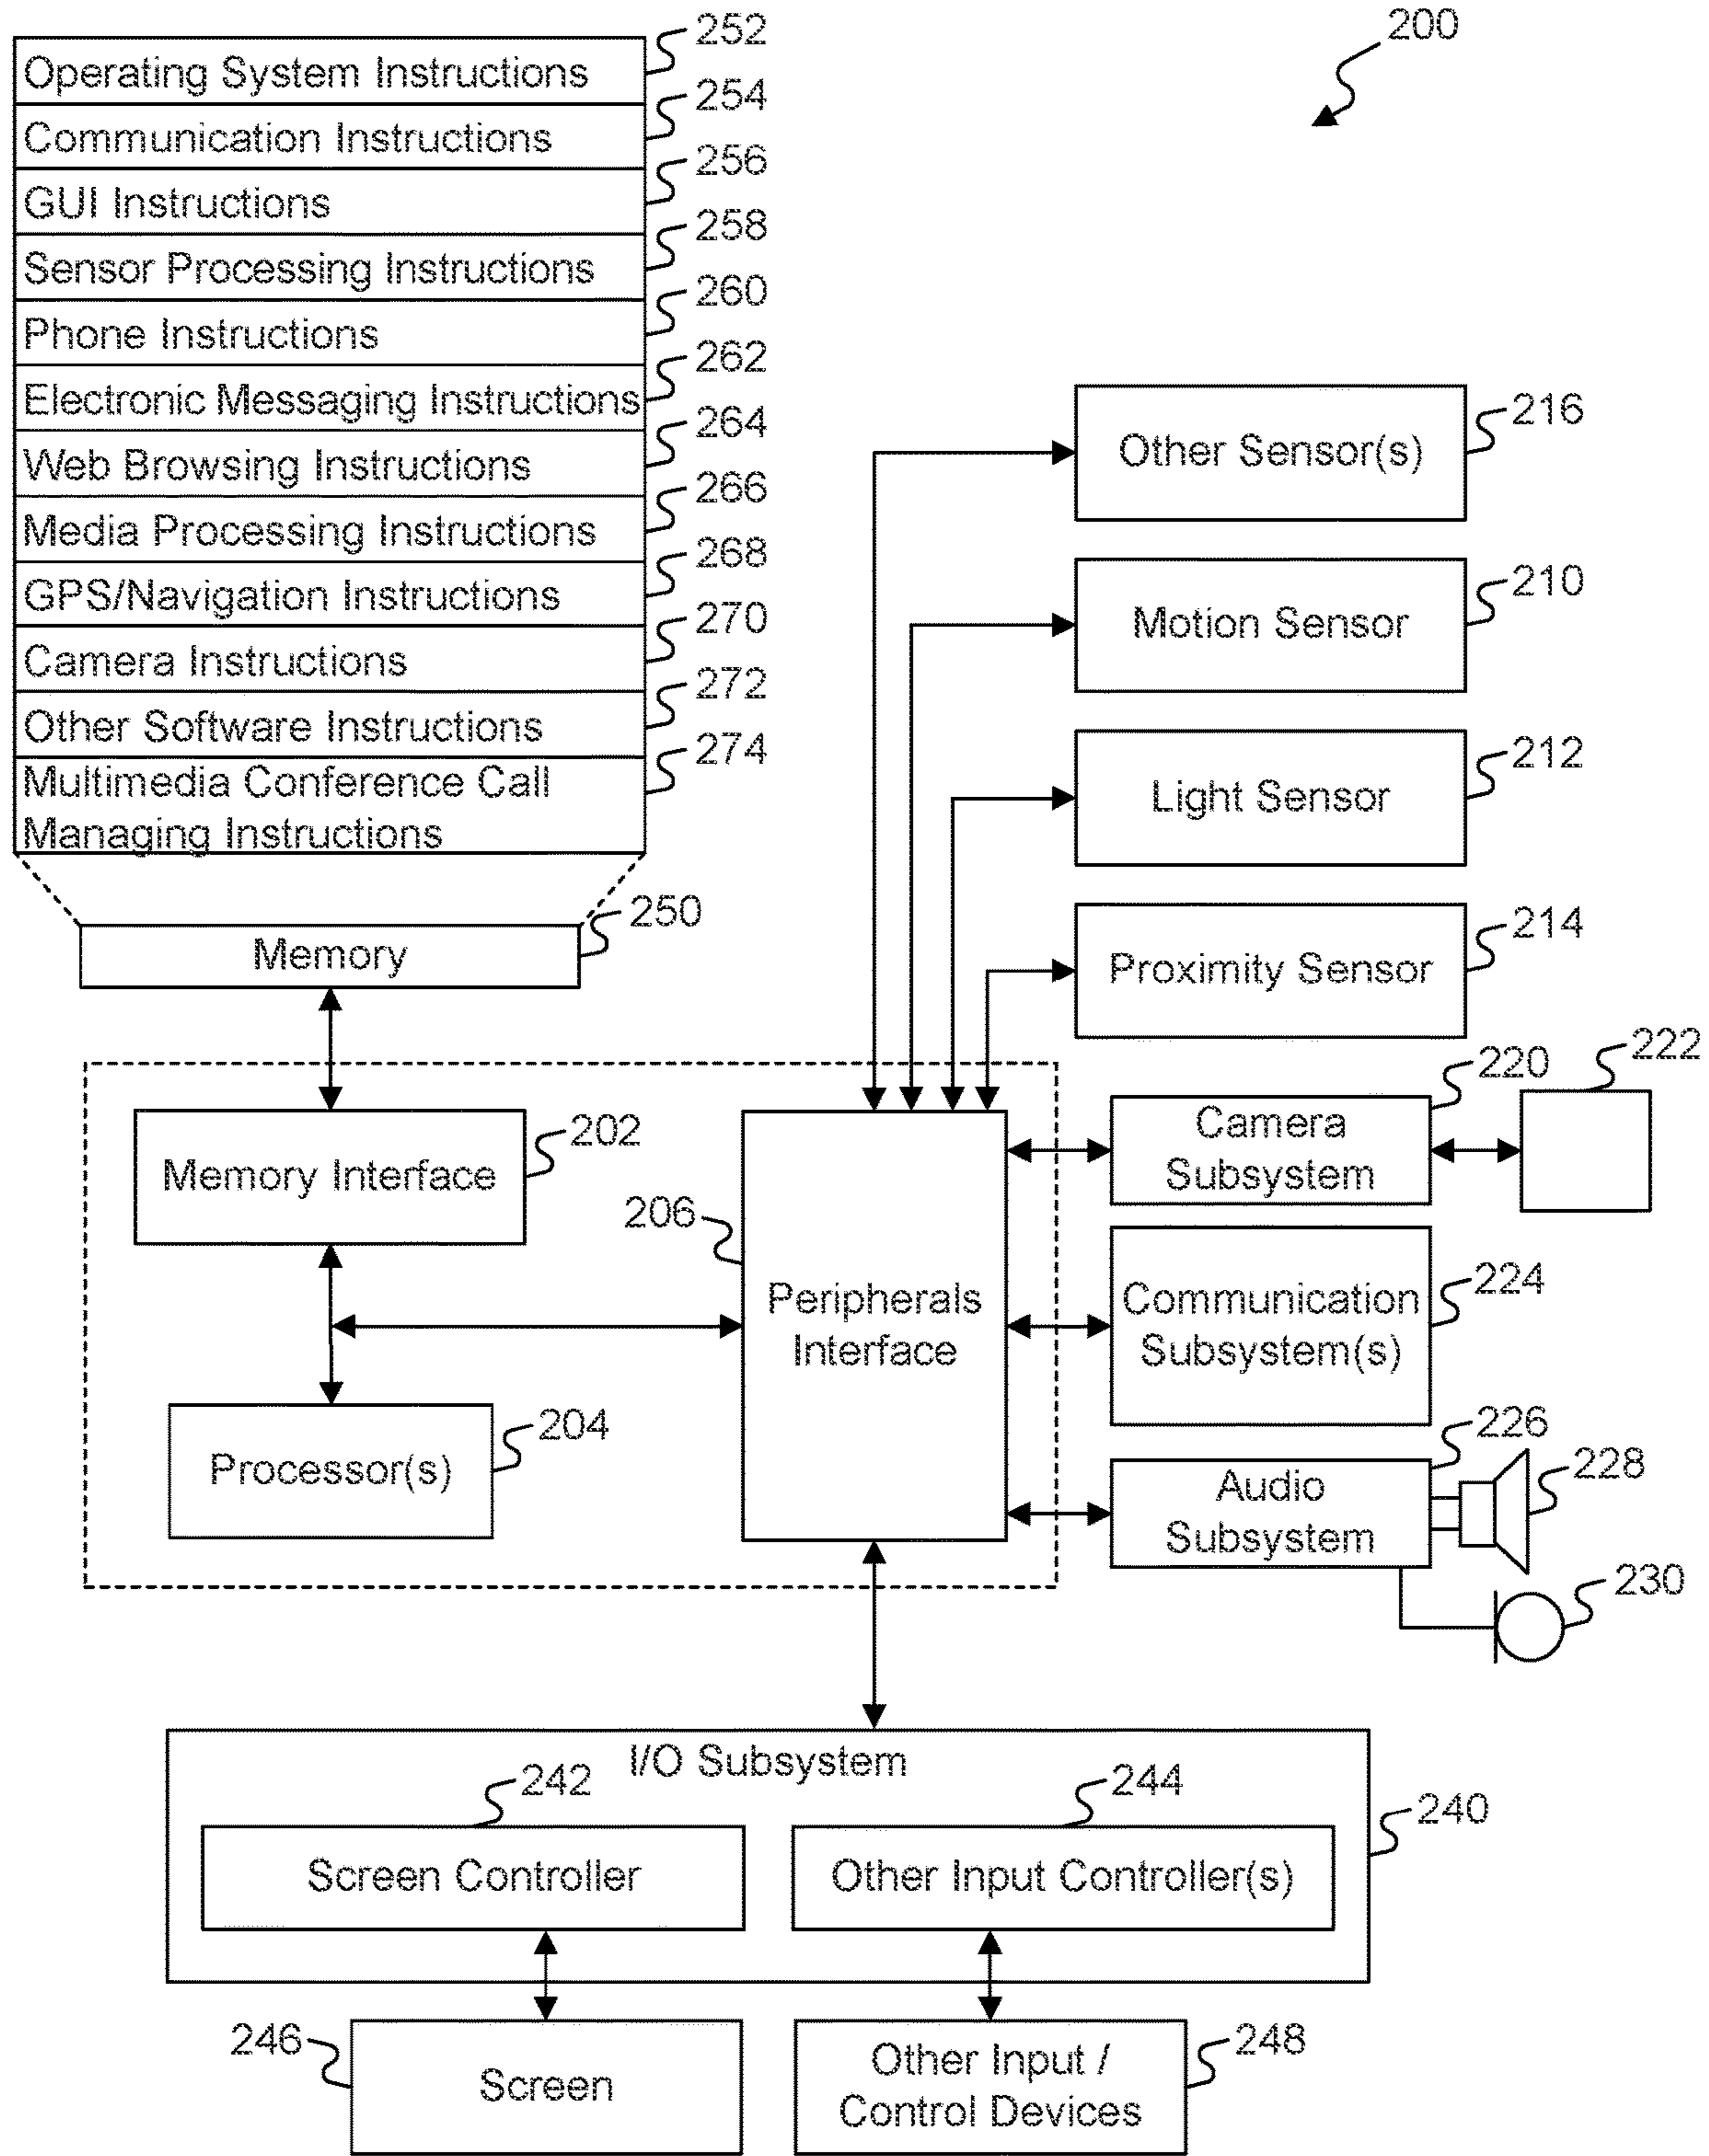 200
Operating System Instructions
252
Communication Instructions
254
GUI Instructions
256
Sensor Processing Instructions
258
Phone Instructions
260
Electronic Messaging Instructions
262
Web Browsing Instructions
264
Media Processing Instructions
266
GPS/Navigation Instructions
268
Camera Instructions
270
Other Software Instructions
272
Multimedia Conference Call
Managing Instructions
274
Memory
250
Other Sensor(s)
216
Motion Sensor
210
Light Sensor
212
Proximity Sensor
214
Memory Interface
202
Processor(s)
204
206
Peripherals
Interface
Camera
Subsystem
220
222
Communication
Subsystem(s)
224
Audio
Subsystem
226
228
230
I/O Subsystem
240
242
Screen Controller
244
Other Input Controller(s)
246
Screen
Other Input /
Control Devices
248